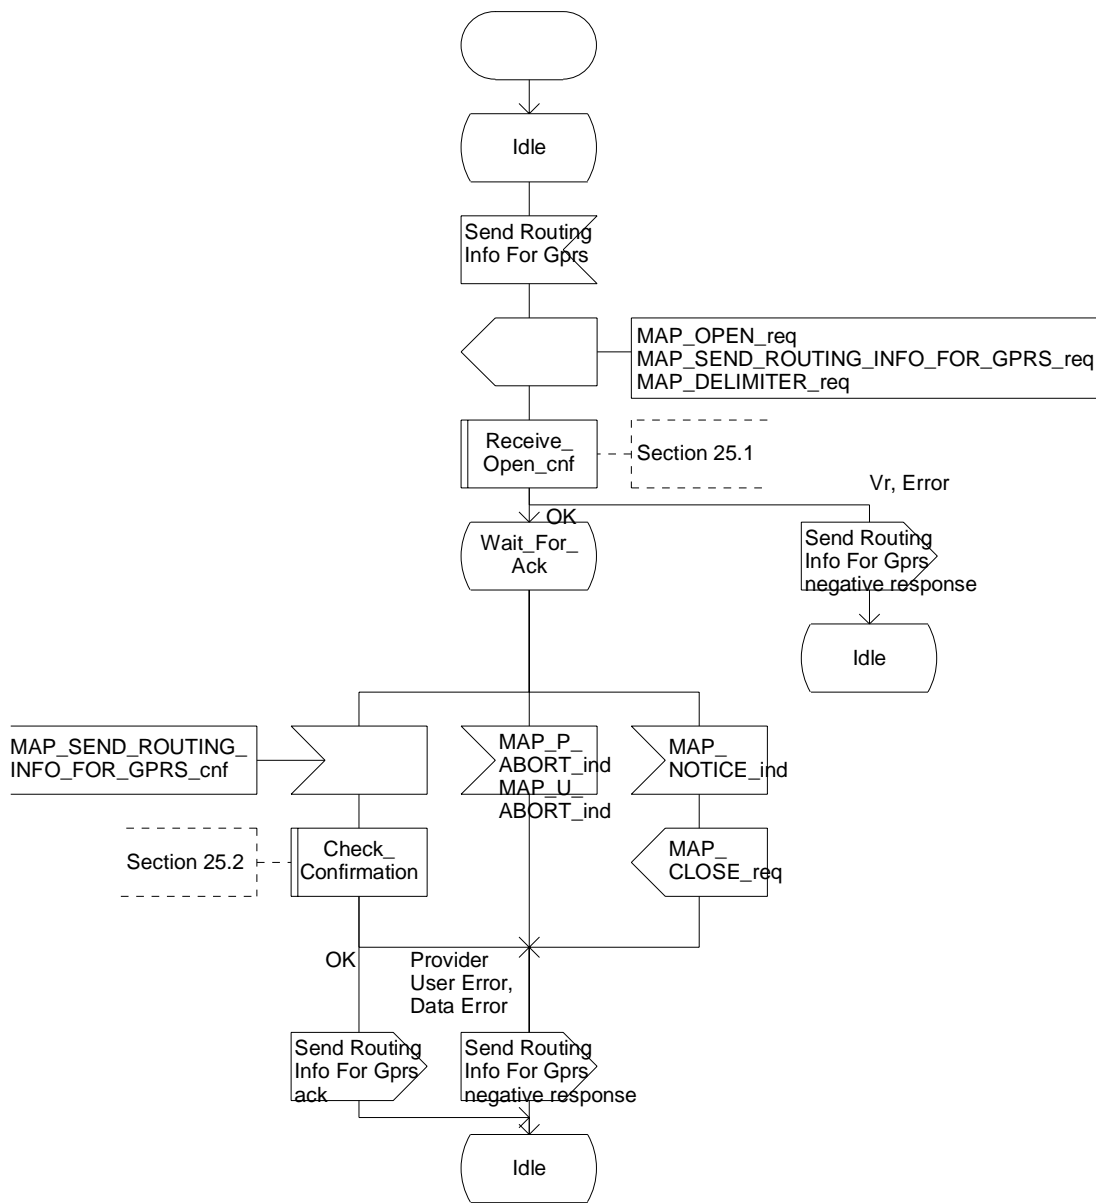 Idle
Send Routing
Info For Gprs
MAP_OPEN_req
MAP_SEND_ROUTING_INFO_FOR_GPRS_req
MAP_DELIMITER_req
Receive_
Open_cnf
Section 25.1
Vr, Error
OK
Wait_For_
Ack
Send Routing
Info For Gprs
negative response
Idle
MAP_SEND_ROUTING_
INFO_FOR_GPRS_cnf
MAP_P_
ABORT_ind
MAP_U_
ABORT_ind
MAP_
NOTICE_ind
Section 25.2
Check_
Confirmation
MAP_
CLOSE_req
OK
Provider
User Error,
Data Error
Send Routing
Info For Gprs
ack
Send Routing
Info For Gprs
negative response
Idle